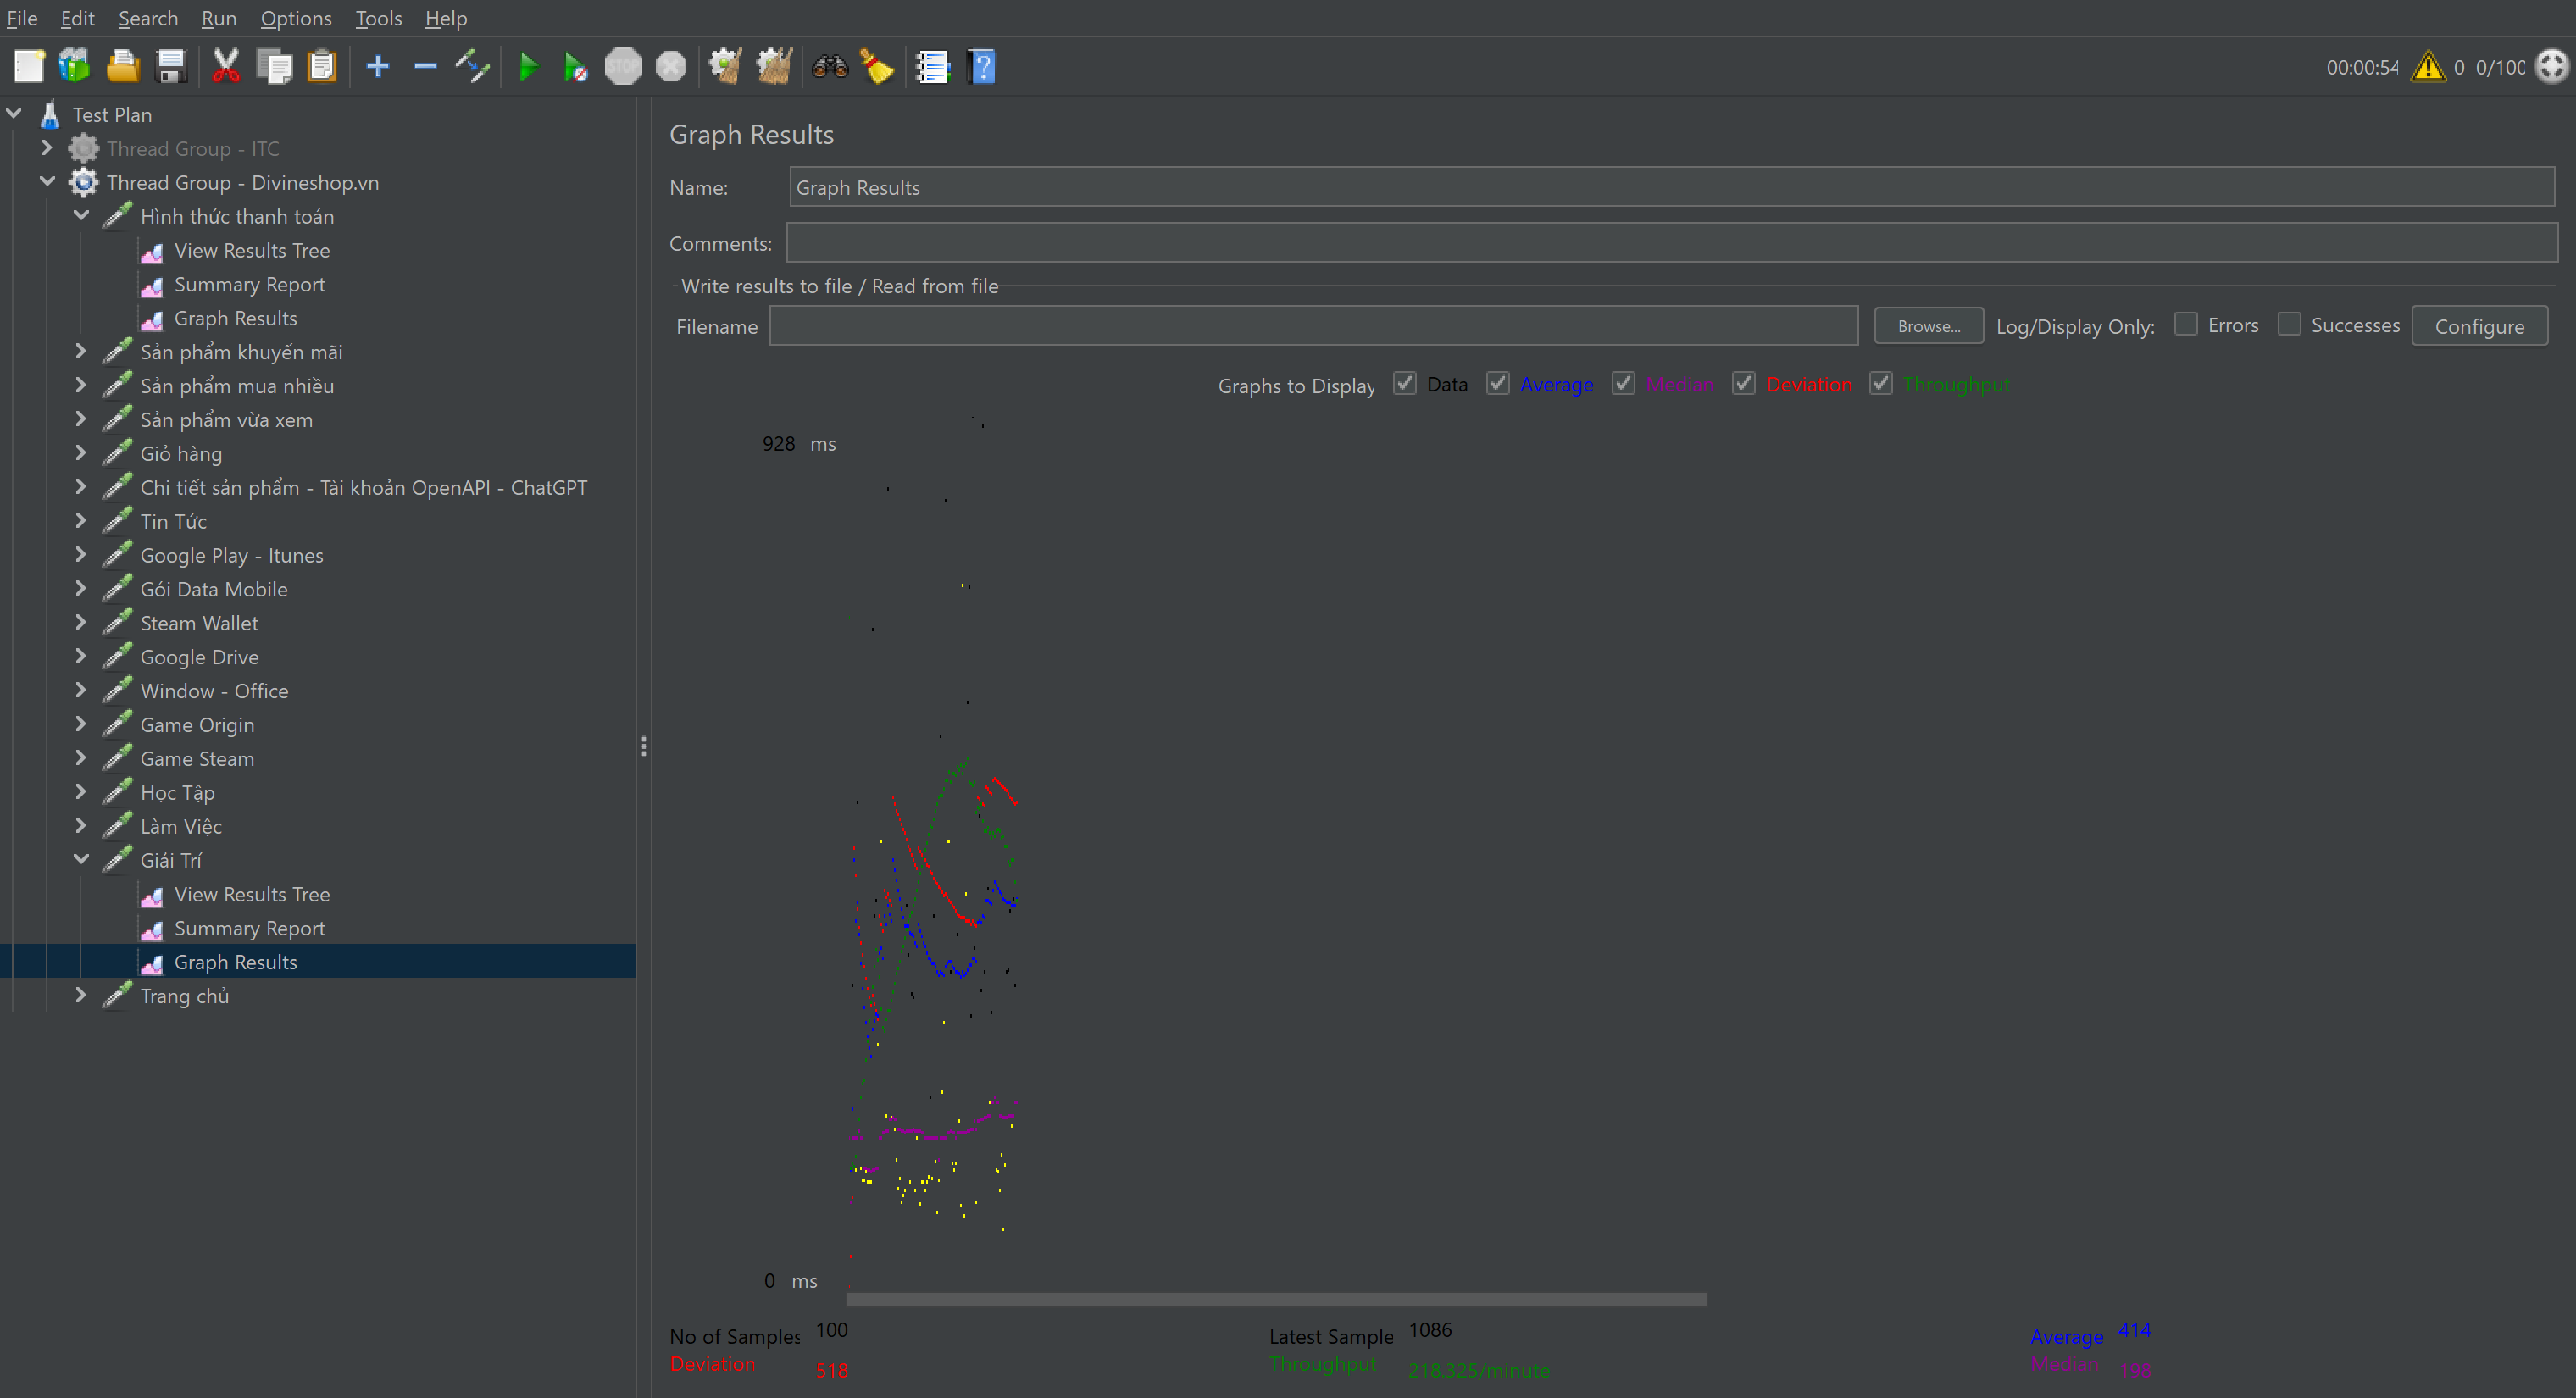 File Edit Search Run Options Tools Help
STOP
00:00:54 0 0/100
Test Plan
Thread Group - ITC
Thread Group - Divineshop.vn
Hình thức thanh toán
View Results Tree
Summary Report
Graph Results
Sản phẩm khuyến mãi
Sản phẩm mua nhiều
Sản phẩm vừa xem
Giỏ hàng
Chi tiết sản phẩm - Tài khoản OpenAPI - ChatGPT
Tin Tức
Google Play - Itunes
Gói Data Mobile
Steam Wallet
Google Drive
Window - Office
Game Origin
Game Steam
Học Tập
Làm Việc
Giải Trí
View Results Tree
Summary Report
Graph Results
Trang chủ
Graph Results
Name: Graph Results
Comments:
Write results to file / Read from file
Filename Browse... Log/Display Only: Errors Successes Configure
Graphs to Display Data Average Median Deviation Throughput
928 ms
0 ms
No of Samples 100 Latest Sample 1086 Average 414
Deviation 518 Throughput 218.325/minute Median 198